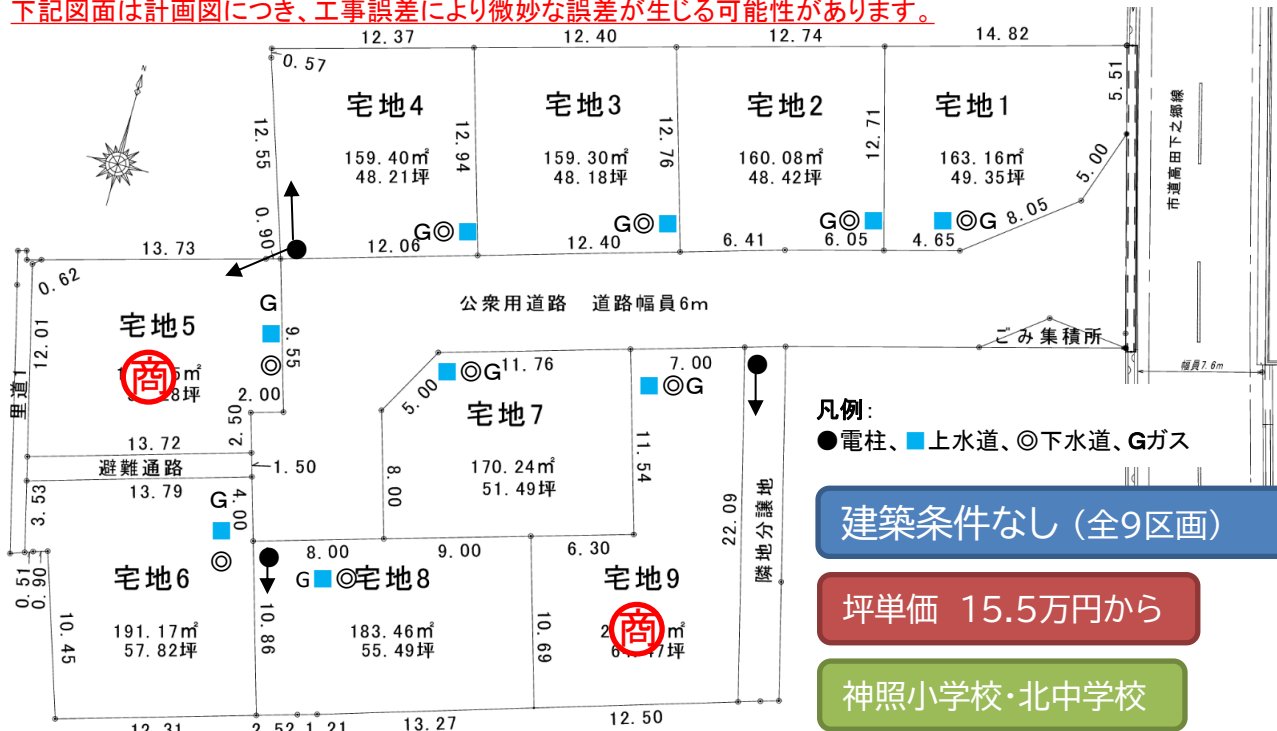 下記図面は計画図につき、工事誤差により微妙な誤差が生じる可能性があります。
12.37
12.40
12.74
14.82
N
0.57
5.51
宅地4
宅地3
宅地2
宅地1
市道高田下之郷線
12.55
12.94
12.76
12.71
5.00
159.40㎡
48.21坪
159.30㎡
48.18坪
160.08㎡
48.42坪
163.16㎡
49.35坪
8.05
0.90
G◎■
G◎■
G◎■
■◎G
12.06
12.40
6.41
6.05
4.65
13.73
0.62
公衆用道路 道路幅員6m
G
宅地5
12.01
9.55
ごみ集積所
幅員7.6m
里道1
商
坪
◎
2.00
11.76
7.00
■◎G
■◎G
5.00
宅地7
凡例:
●電柱、■上水道、◎下水道、Gガス
2.50
13.72
避難通路
1.50
170.24㎡
51.49坪
11.54
8.00
13.79
3.53
G
4.00
◎
22.09
隣地分譲地
建築条件なし（全9区画）
8.00
9.00
6.30
0.51
0.90
宅地6
G■◎宅地8
宅地9
坪単価 15.5万円から
10.45
191.17㎡
57.82坪
10.86
183.46㎡
55.49坪
10.69
商
㎡
坪
神照小学校・北中学校
12.31
2.52
1.21
13.27
12.50